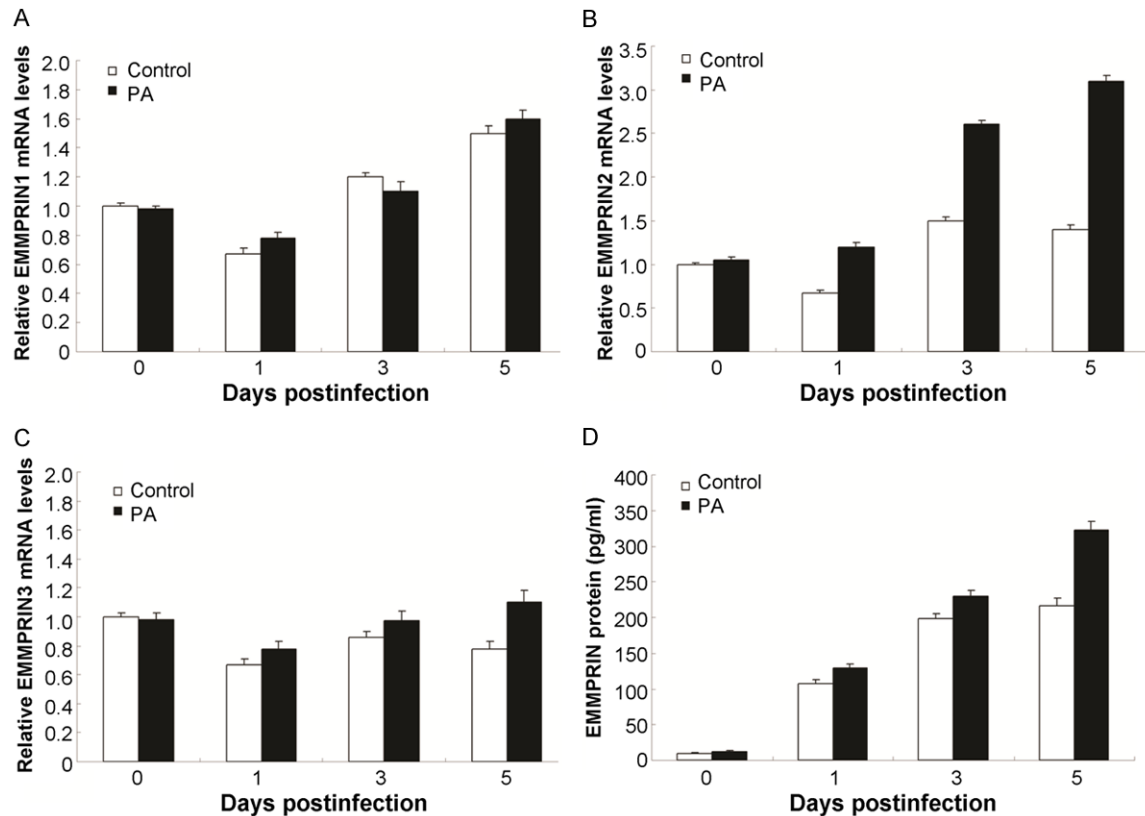 A
Relative EMMPRIN1 mRNA levels
2.0
1.8
1.6
1.4
1.2
1.0
0.8
0.6
0.4
0.2
0
Control
PA
0 1 3 5
Days postinfection
B
Relative EMMPRIN2 mRNA levels
3.5
3.0
2.5
2.0
1.5
1.0
0.5
0
Control
PA
0 1 3 5
Days postinfection
C
Relative EMMPRIN3 mRNA levels
2.0
1.8
1.6
1.4
1.2
1.0
0.8
0.6
0.4
0.2
0
Control
PA
0 1 3 5
Days postinfection
D
EMMPRIN protein (pg/ml)
400
350
300
250
200
150
100
50
0
Control
PA
0 1 3 5
Days postinfection